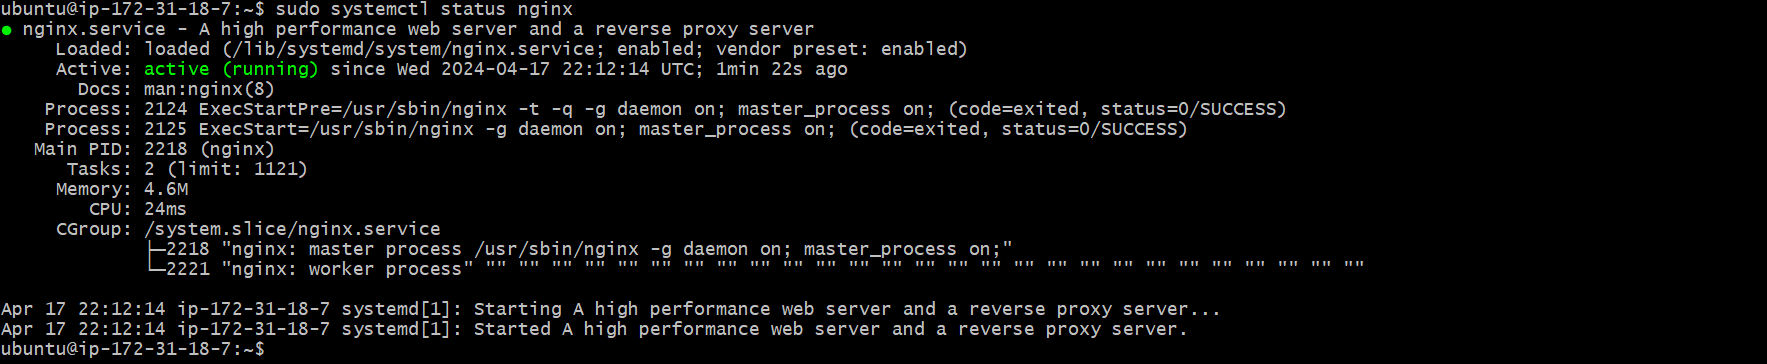 ubuntu@ip-172-31-18-7:~$ sudo systemctl status nginx
● nginx.service - A high performance web server and a reverse proxy server
     Loaded: loaded (/lib/systemd/system/nginx.service; enabled; vendor preset: enabled)
     Active: active (running) since Wed 2024-04-17 22:12:14 UTC; 1min 22s ago
       Docs: man:nginx(8)
    Process: 2124 ExecStartPre=/usr/sbin/nginx -t -q -g daemon on; master_process on; (code=exited, status=0/SUCCESS)
    Process: 2125 ExecStart=/usr/sbin/nginx -g daemon on; master_process on; (code=exited, status=0/SUCCESS)
   Main PID: 2218 (nginx)
      Tasks: 2 (limit: 1121)
     Memory: 4.6M
        CPU: 24ms
     CGroup: /system.slice/nginx.service
             ├─2218 "nginx: master process /usr/sbin/nginx -g daemon on; master_process on;"
             └─2221 "nginx: worker process" "" "" "" "" "" "" "" "" "" "" "" "" "" "" "" "" "" "" "" "" "" "" "" "" "" "" ""

Apr 17 22:12:14 ip-172-31-18-7 systemd[1]: Starting A high performance web server and a reverse proxy server...
Apr 17 22:12:14 ip-172-31-18-7 systemd[1]: Started A high performance web server and a reverse proxy server.
ubuntu@ip-172-31-18-7:~$